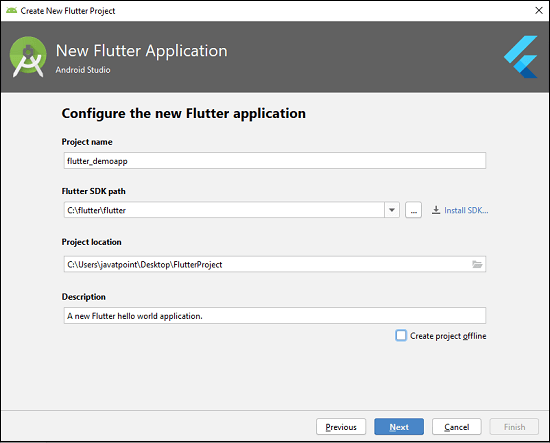 Create New Flutter Project
New Flutter Application
Android Studio
Configure the new Flutter application
Project name
flutter_demoapp
Flutter SDK path
C:\flutter\flutter
... Install SDK...
Project location
C:\Users\javatpoint\Desktop\FlutterProject
Description
A new Flutter hello world application.
Create project offline
Previous Next Cancel Finish